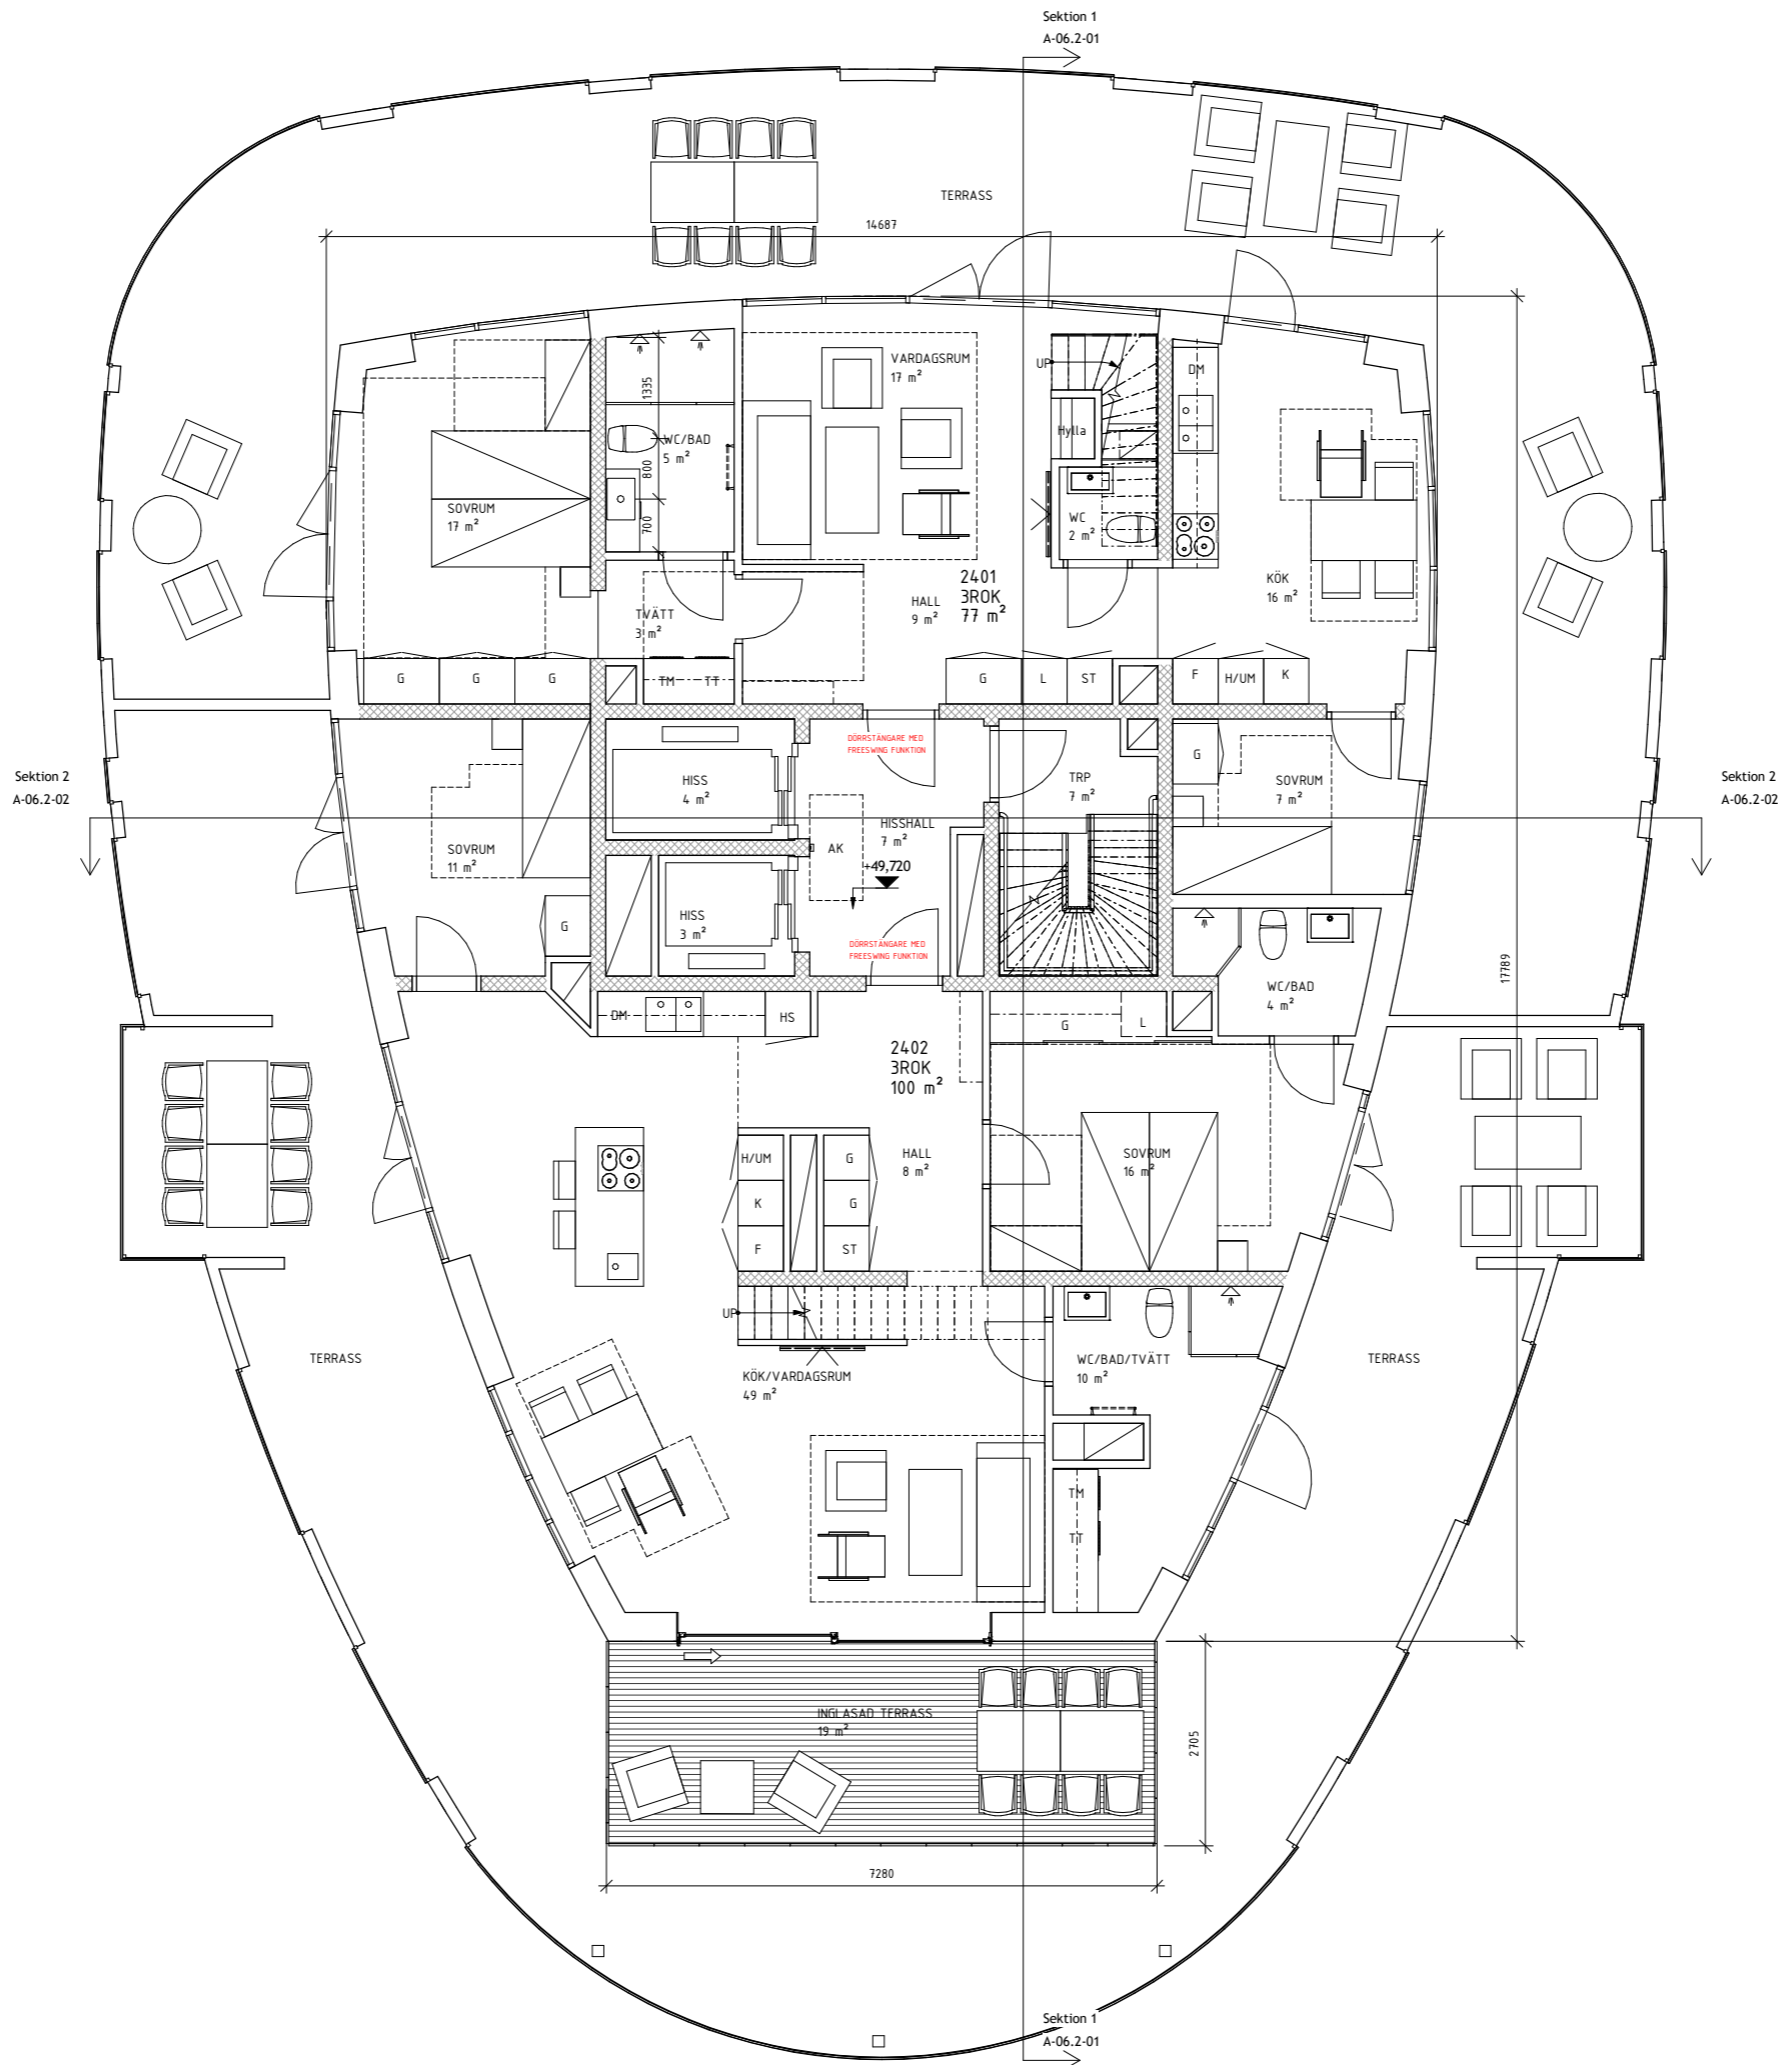 Sektion 1
A-06.2-01
TERRASS
14687
VARDAGSRUM
17 m²
UP
DM
1335
Hylla
WC/BAD
5 m²
800
SOVRUM
17 m²
700
WC
2 m²
2401
3ROK
77 m²
KÖK
16 m²
HALL
9 m²
TVÄTT
3 m²
G
G
G
TM
TT
G
L
ST
F
H/UM
K
DÖRRSTÄNGARE MED
FREESWING FUNKTION
G
Sektion 2
A-06.2-02
HISS
4 m²
TRP
7 m²
SOVRUM
7 m²
Sektion 2
A-06.2-02
HISSHALL
7 m²
SOVRUM
11 m²
AK
+49,720
HISS
3 m²
G
DÖRRSTÄNGARE MED
FREESWING FUNKTION
17789
WC/BAD
4 m²
DM
HS
G
L
2402
3ROK
100 m²
H/UM
G
HALL
8 m²
SOVRUM
16 m²
K
G
F
ST
UP
TERRASS
KÖK/VARDAGSRUM
49 m²
WC/BAD/TVÄTT
10 m²
TERRASS
TM
TT
INGLASAD TERRASS
19 m²
2705
7280
Sektion 1
A-06.2-01